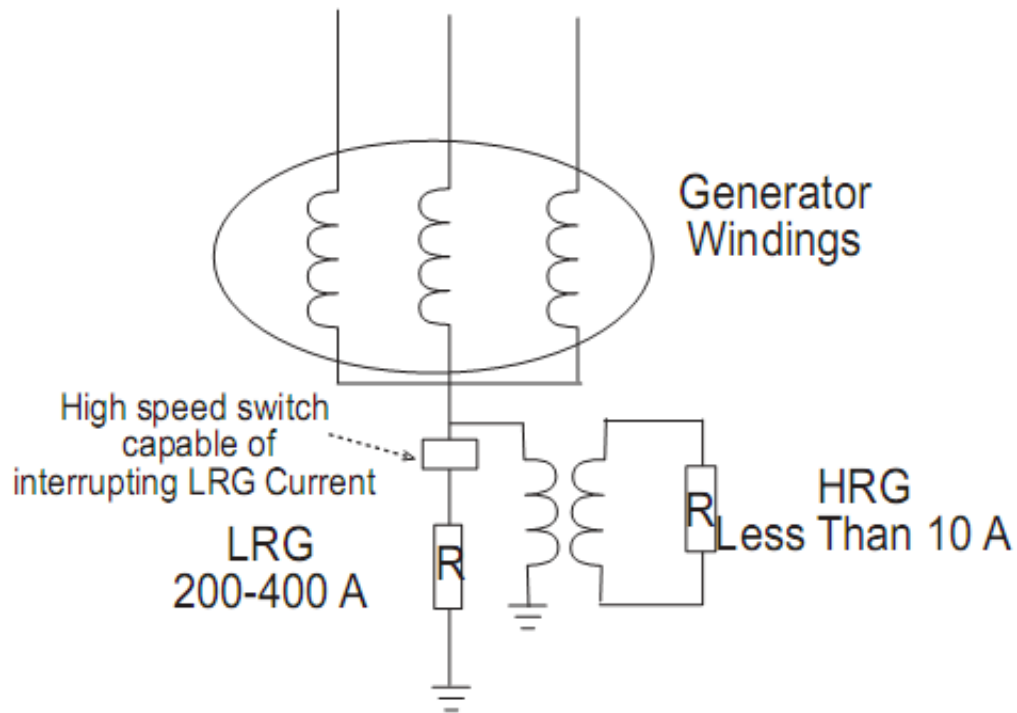 Generator
Windings
High speed switch
capable of
interrupting LRG Current
LRG
200-400 A
R
R
HRG
Less Than 10 A